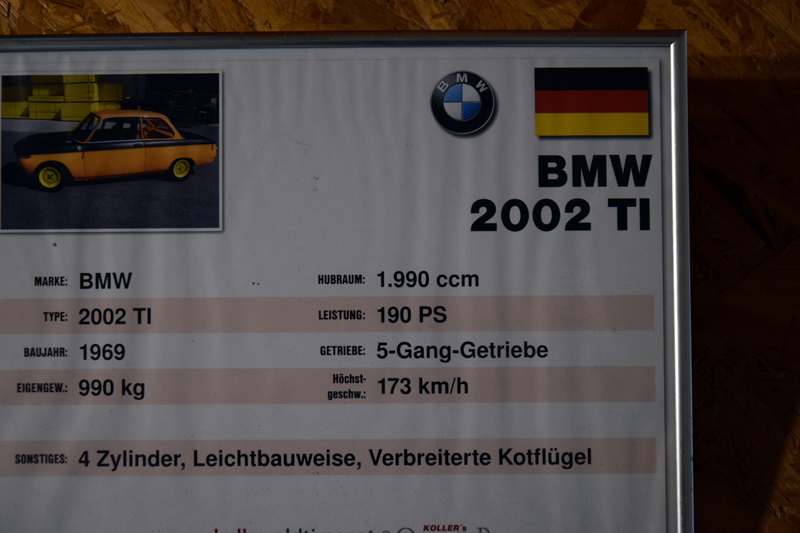 BMW
BMW
2002 TI
MARKE: BMW
HUBRAUM: 1.990 ccm
TYPE: 2002 TI
LEISTUNG: 190 PS
BAUJAHR: 1969
GETRIEBE: 5-Gang-Getriebe
EIGENGEW.: 990 kg
Höchst-
geschw.: 173 km/h
SONSTIGES: 4 Zylinder, Leichtbauweise, Verbreiterte Kotflügel
KOLLER's